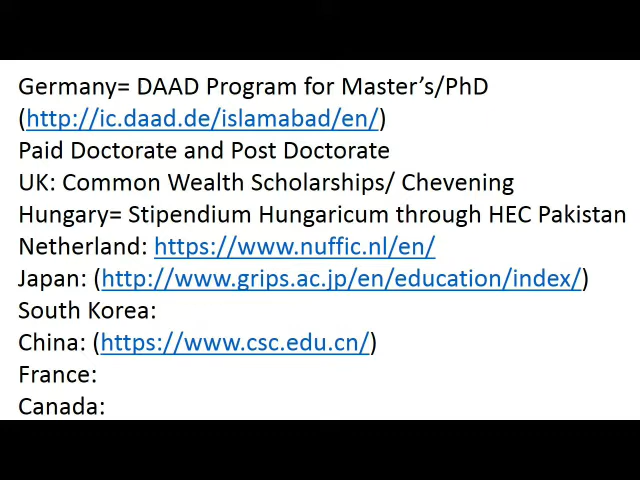 Germany= DAAD Program for Master’s/PhD
(http://ic.daad.de/islamabad/en/)
Paid Doctorate and Post Doctorate
UK: Common Wealth Scholarships/ Chevening
Hungary= Stipendium Hungaricum through HEC Pakistan
Netherland: https://www.nuffic.nl/en/
Japan: (http://www.grips.ac.jp/en/education/index/)
South Korea:
China: (https://www.csc.edu.cn/)
France:
Canada: